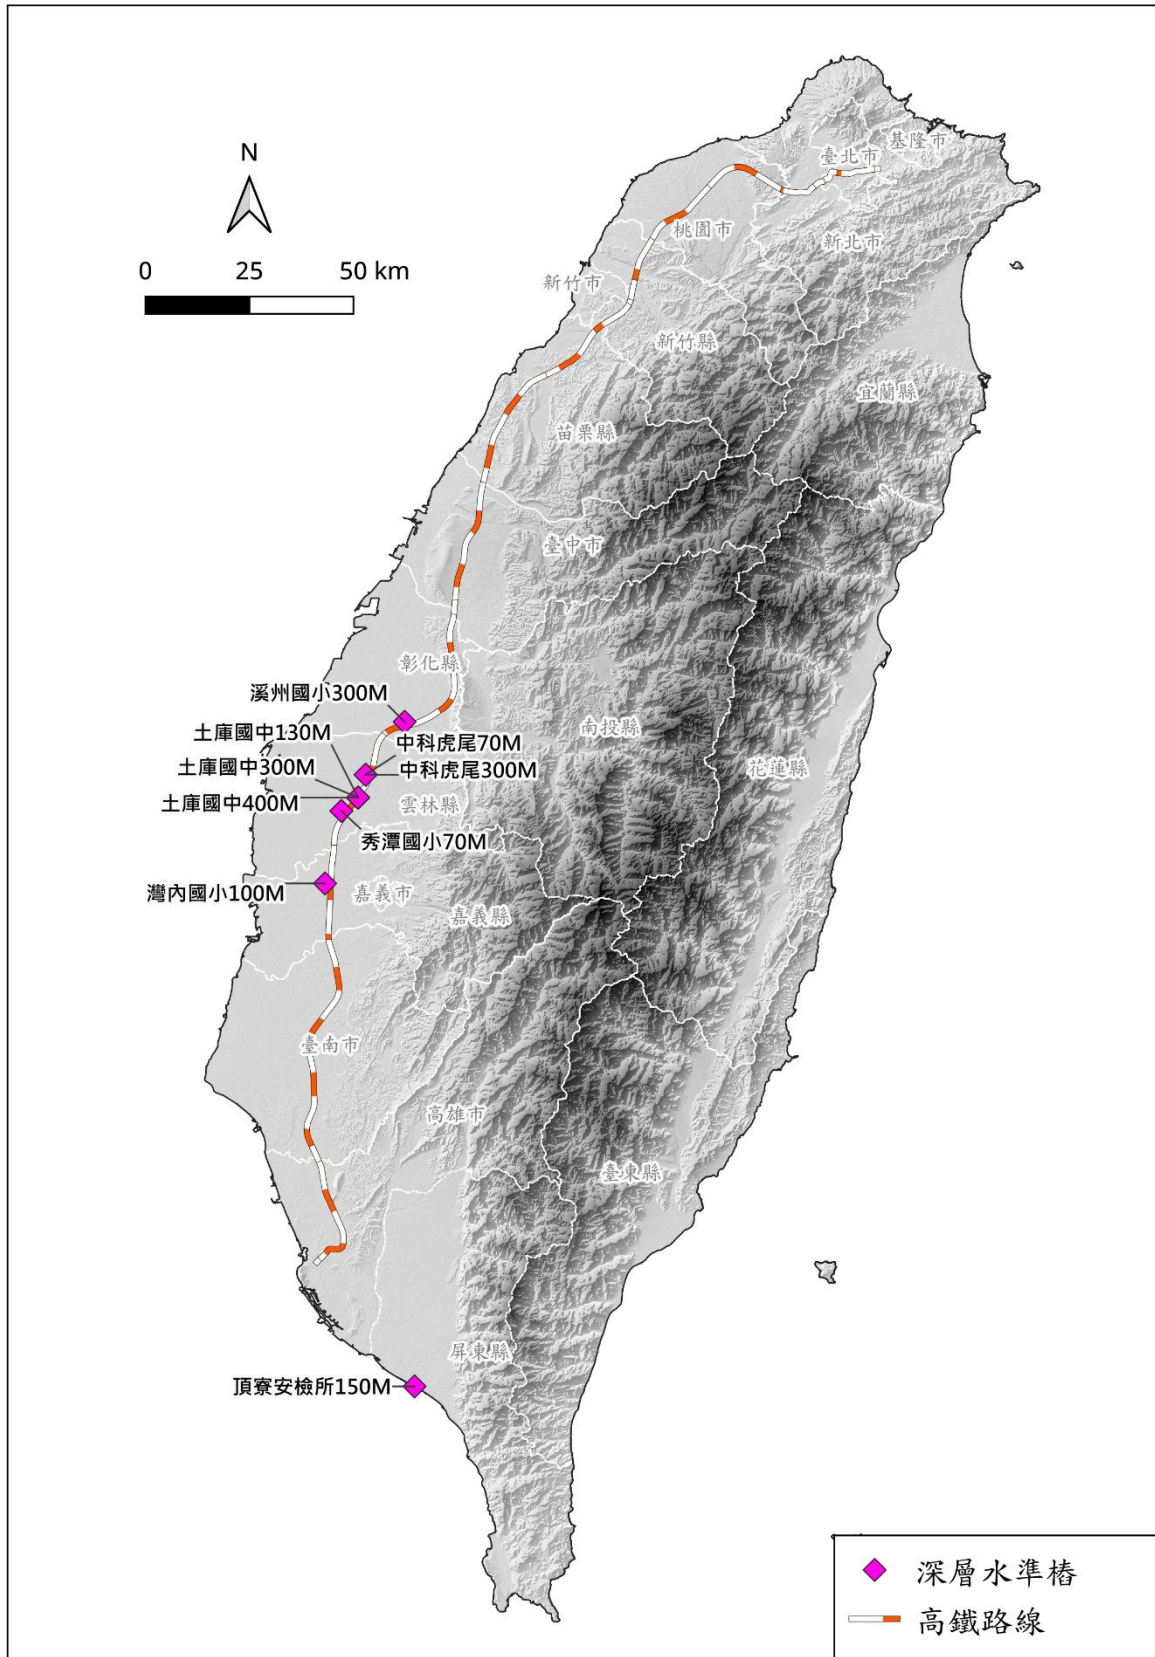 N
0 25 50 km
基隆市
臺北市
桃園市
新北市
新竹市
新竹縣
宜蘭縣
苗栗縣
臺中市
彰化縣
溪州國小300M
南投縣
土庫國中130M
中科虎尾70M
花蓮縣
土庫國中300M
中科虎尾300M
土庫國中400M
雲林縣
秀潭國小70M
灣內國小100M
嘉義市
嘉義縣
臺南市
高雄市
臺東縣
屏東縣
頂寮安檢所150M
深層水準樁
高鐵路線